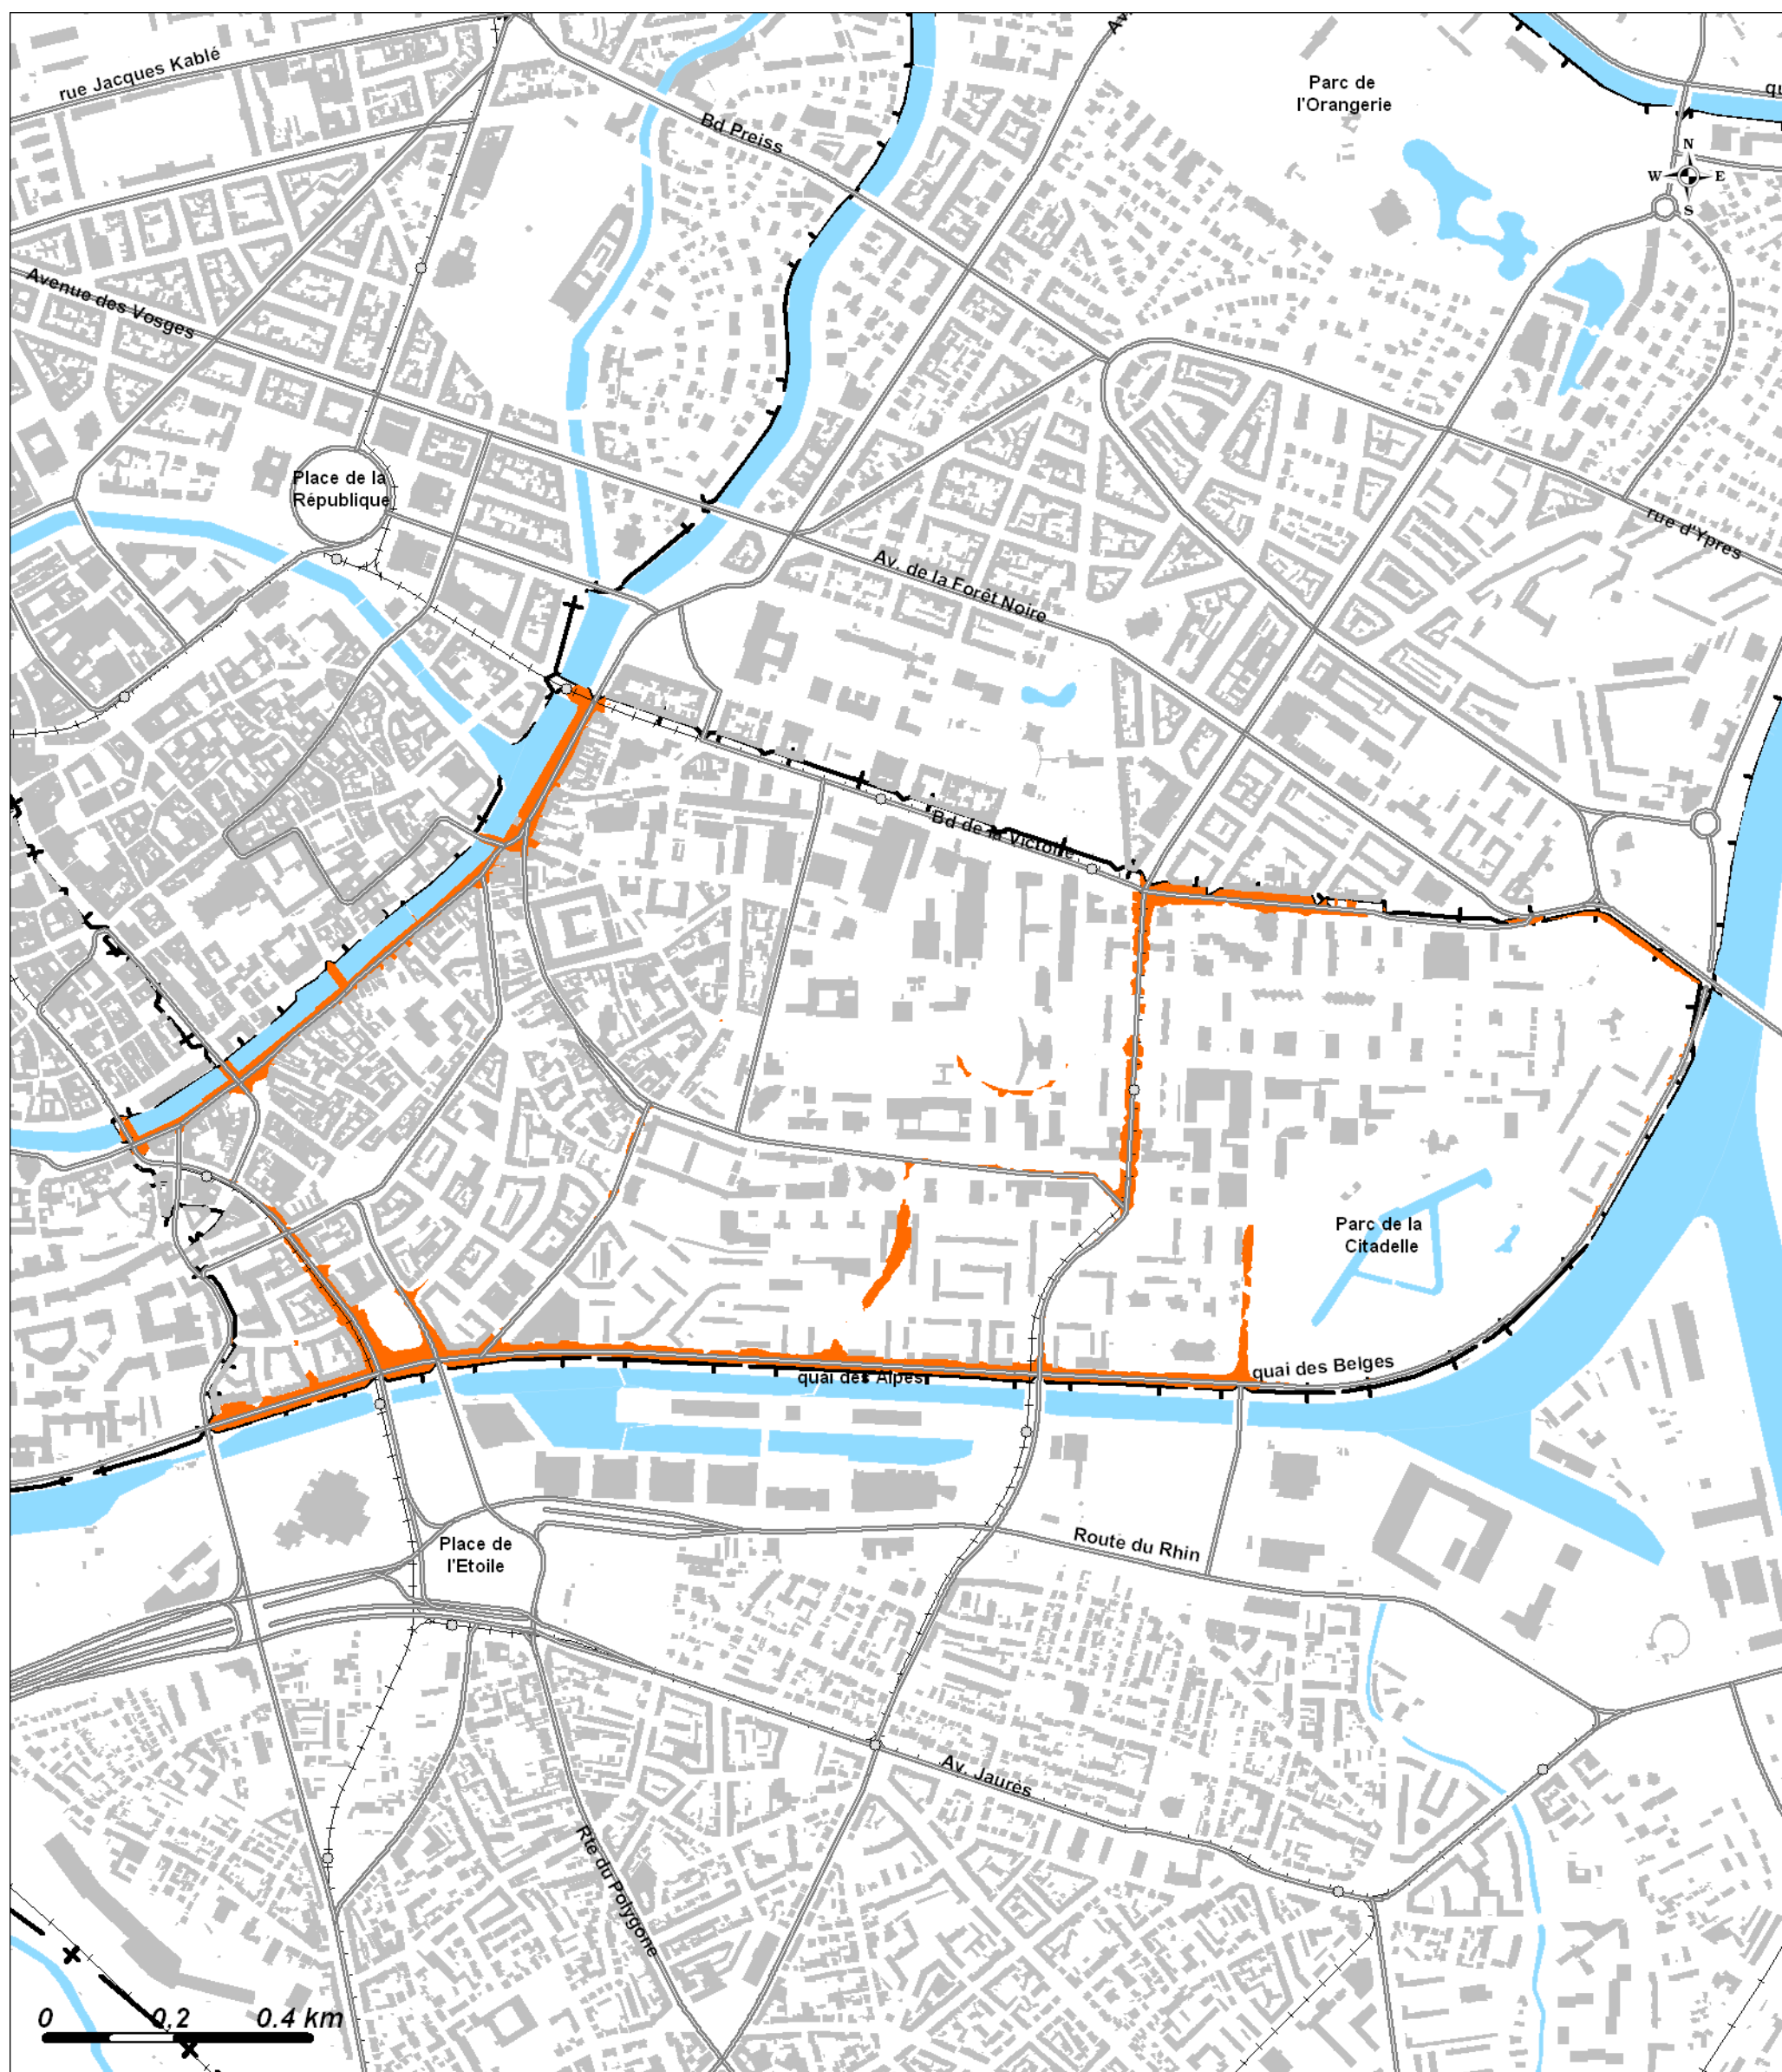 rue Jacques Kablé
Bd Preiss
Parc de
l'Orangerie
N
W E
S
Avenue des Vosges
Place de la
République
rue d'Ypres
Av. de la Forêt Noire
Bd de la Victoire
Parc de la
Citadelle
quai des Belges
quai des Alpes
Place de
l'Etoile
Route du Rhin
Av. Jaurès
Rte du Polygone
0 0,2 0.4 km